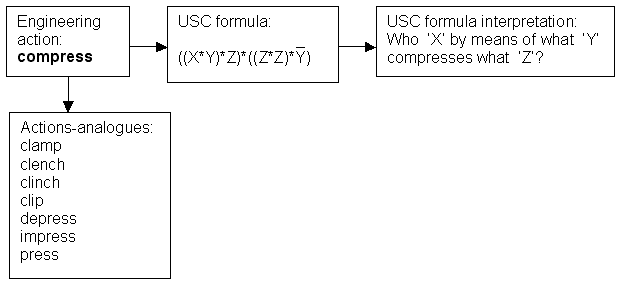 Engineering
action:
compress
USC formula:
((X*Y)*Z)*((Z*Z)*Y̅)
USC formula interpretation:
Who 'X' by means of what 'Y'
compresses what 'Z'?
Actions-analogues:
clamp
clench
clinch
clip
depress
impress
press